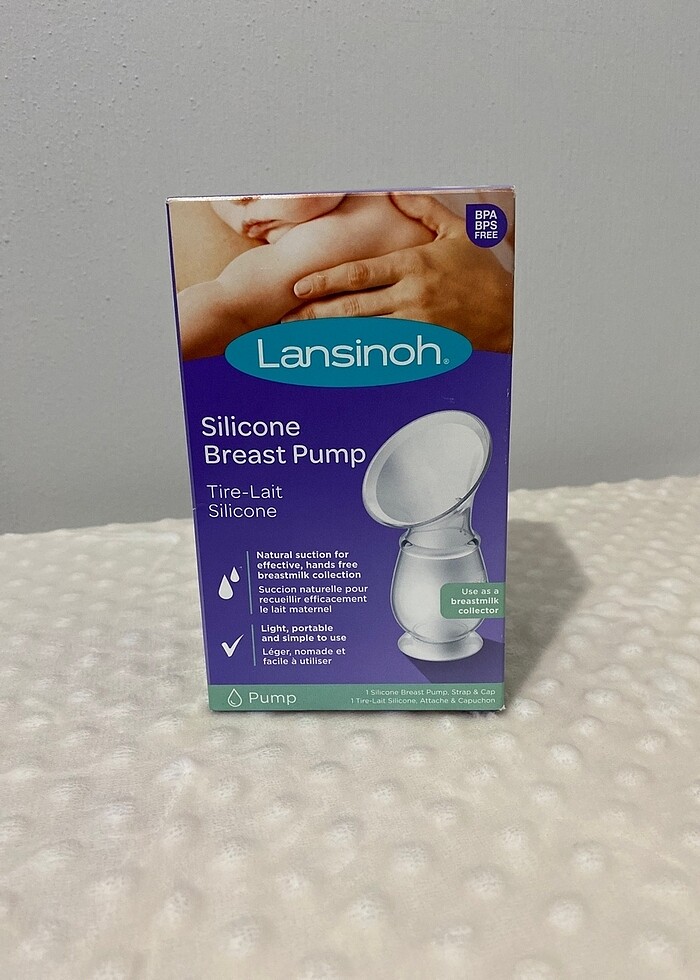 BPA
BPS
FREE
Lansinoh®
Silicone
Breast Pump
Tire-Lait
Silicone
Natural suction for
effective, hands free
breastmilk collection
Succion naturelle pour
recueillir efficacement
le lait maternel
Light, portable
and simple to use
Léger, nomade et
facile à utiliser
Use as a
breastmilk
collector
Pump
1 Silicone Breast Pump, Strap & Cap
1 Tire-Lait Silicone, Attache & Capuchon